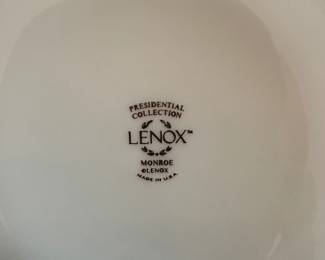 PRESIDENTIAL
COLLECTION
LENOX™
MONROE
©LENOX
MADE IN U.S.A.